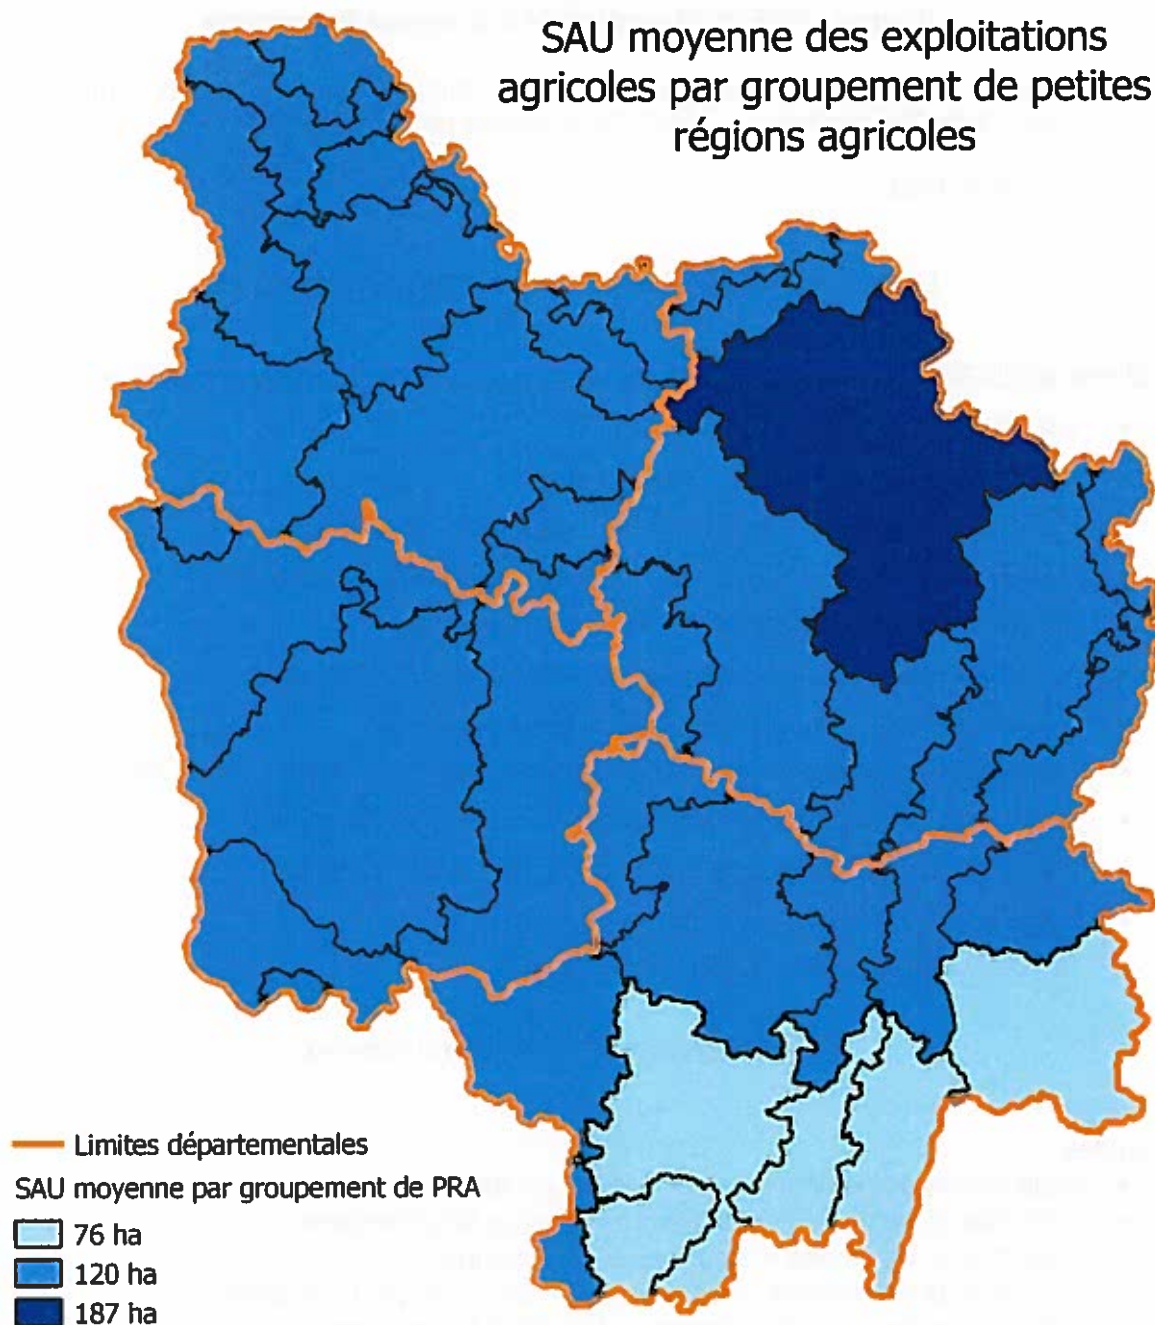 SAU moyenne des exploitations
agricoles par groupement de petites
régions agricoles
Limites départementales
SAU moyenne par groupement de PRA
76 ha
120 ha
187 ha